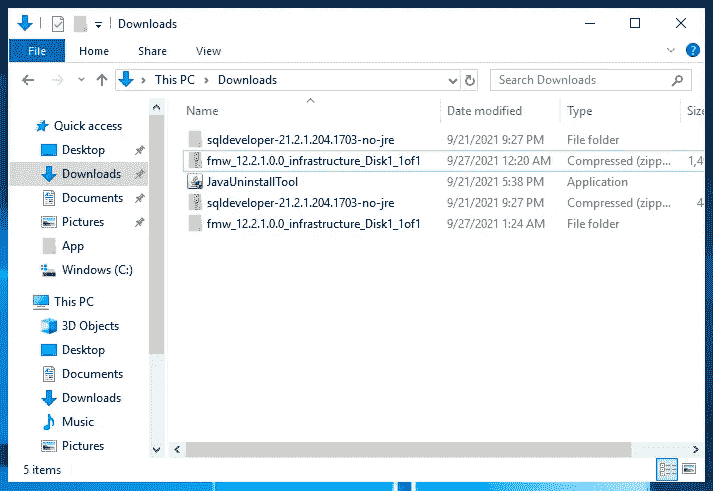 Downloads
File Home Share View
This PC Downloads Search Downloads
Name Date modified Type Size
Quick access
Desktop
Downloads
Documents
Pictures
App
Windows (C:)
This PC
3D Objects
Desktop
Documents
Downloads
Music
Pictures
sqldeveloper-21.2.1.204.1703-no-jre 9/21/2021 9:27 PM File folder
fmw_12.2.1.0.0_infrastructure_Disk1_1of1 9/27/2021 12:20 AM Compressed (zipp... 1,4
JavaUninstallTool 9/21/2021 5:38 PM Application
sqldeveloper-21.2.1.204.1703-no-jre 9/21/2021 9:27 PM Compressed (zipp... 4
fmw_12.2.1.0.0_infrastructure_Disk1_1of1 9/27/2021 1:24 AM File folder
5 items